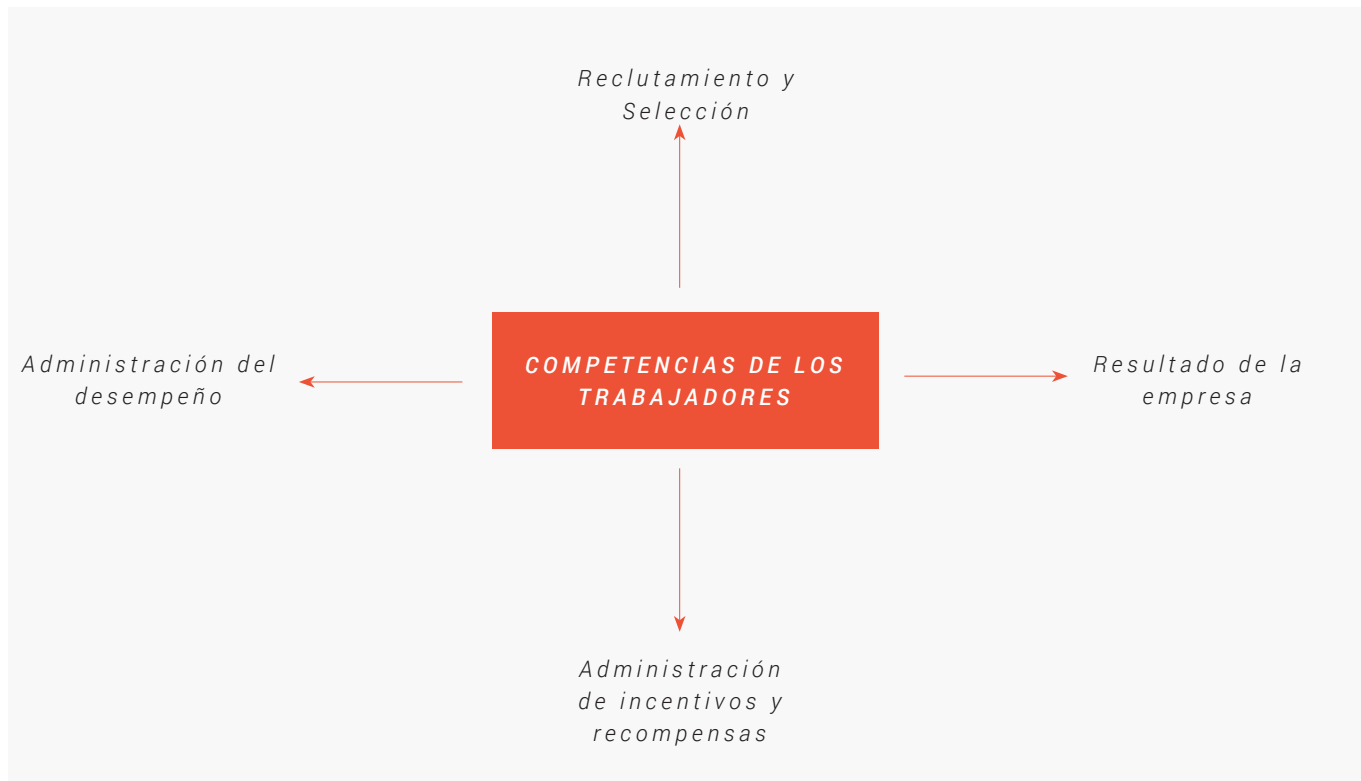 Reclutamiento y
Selección
Administración del
desempeño
COMPETENCIAS DE LOS
TRABAJADORES
Resultado de la
empresa
Administración
de incentivos y
recompensas